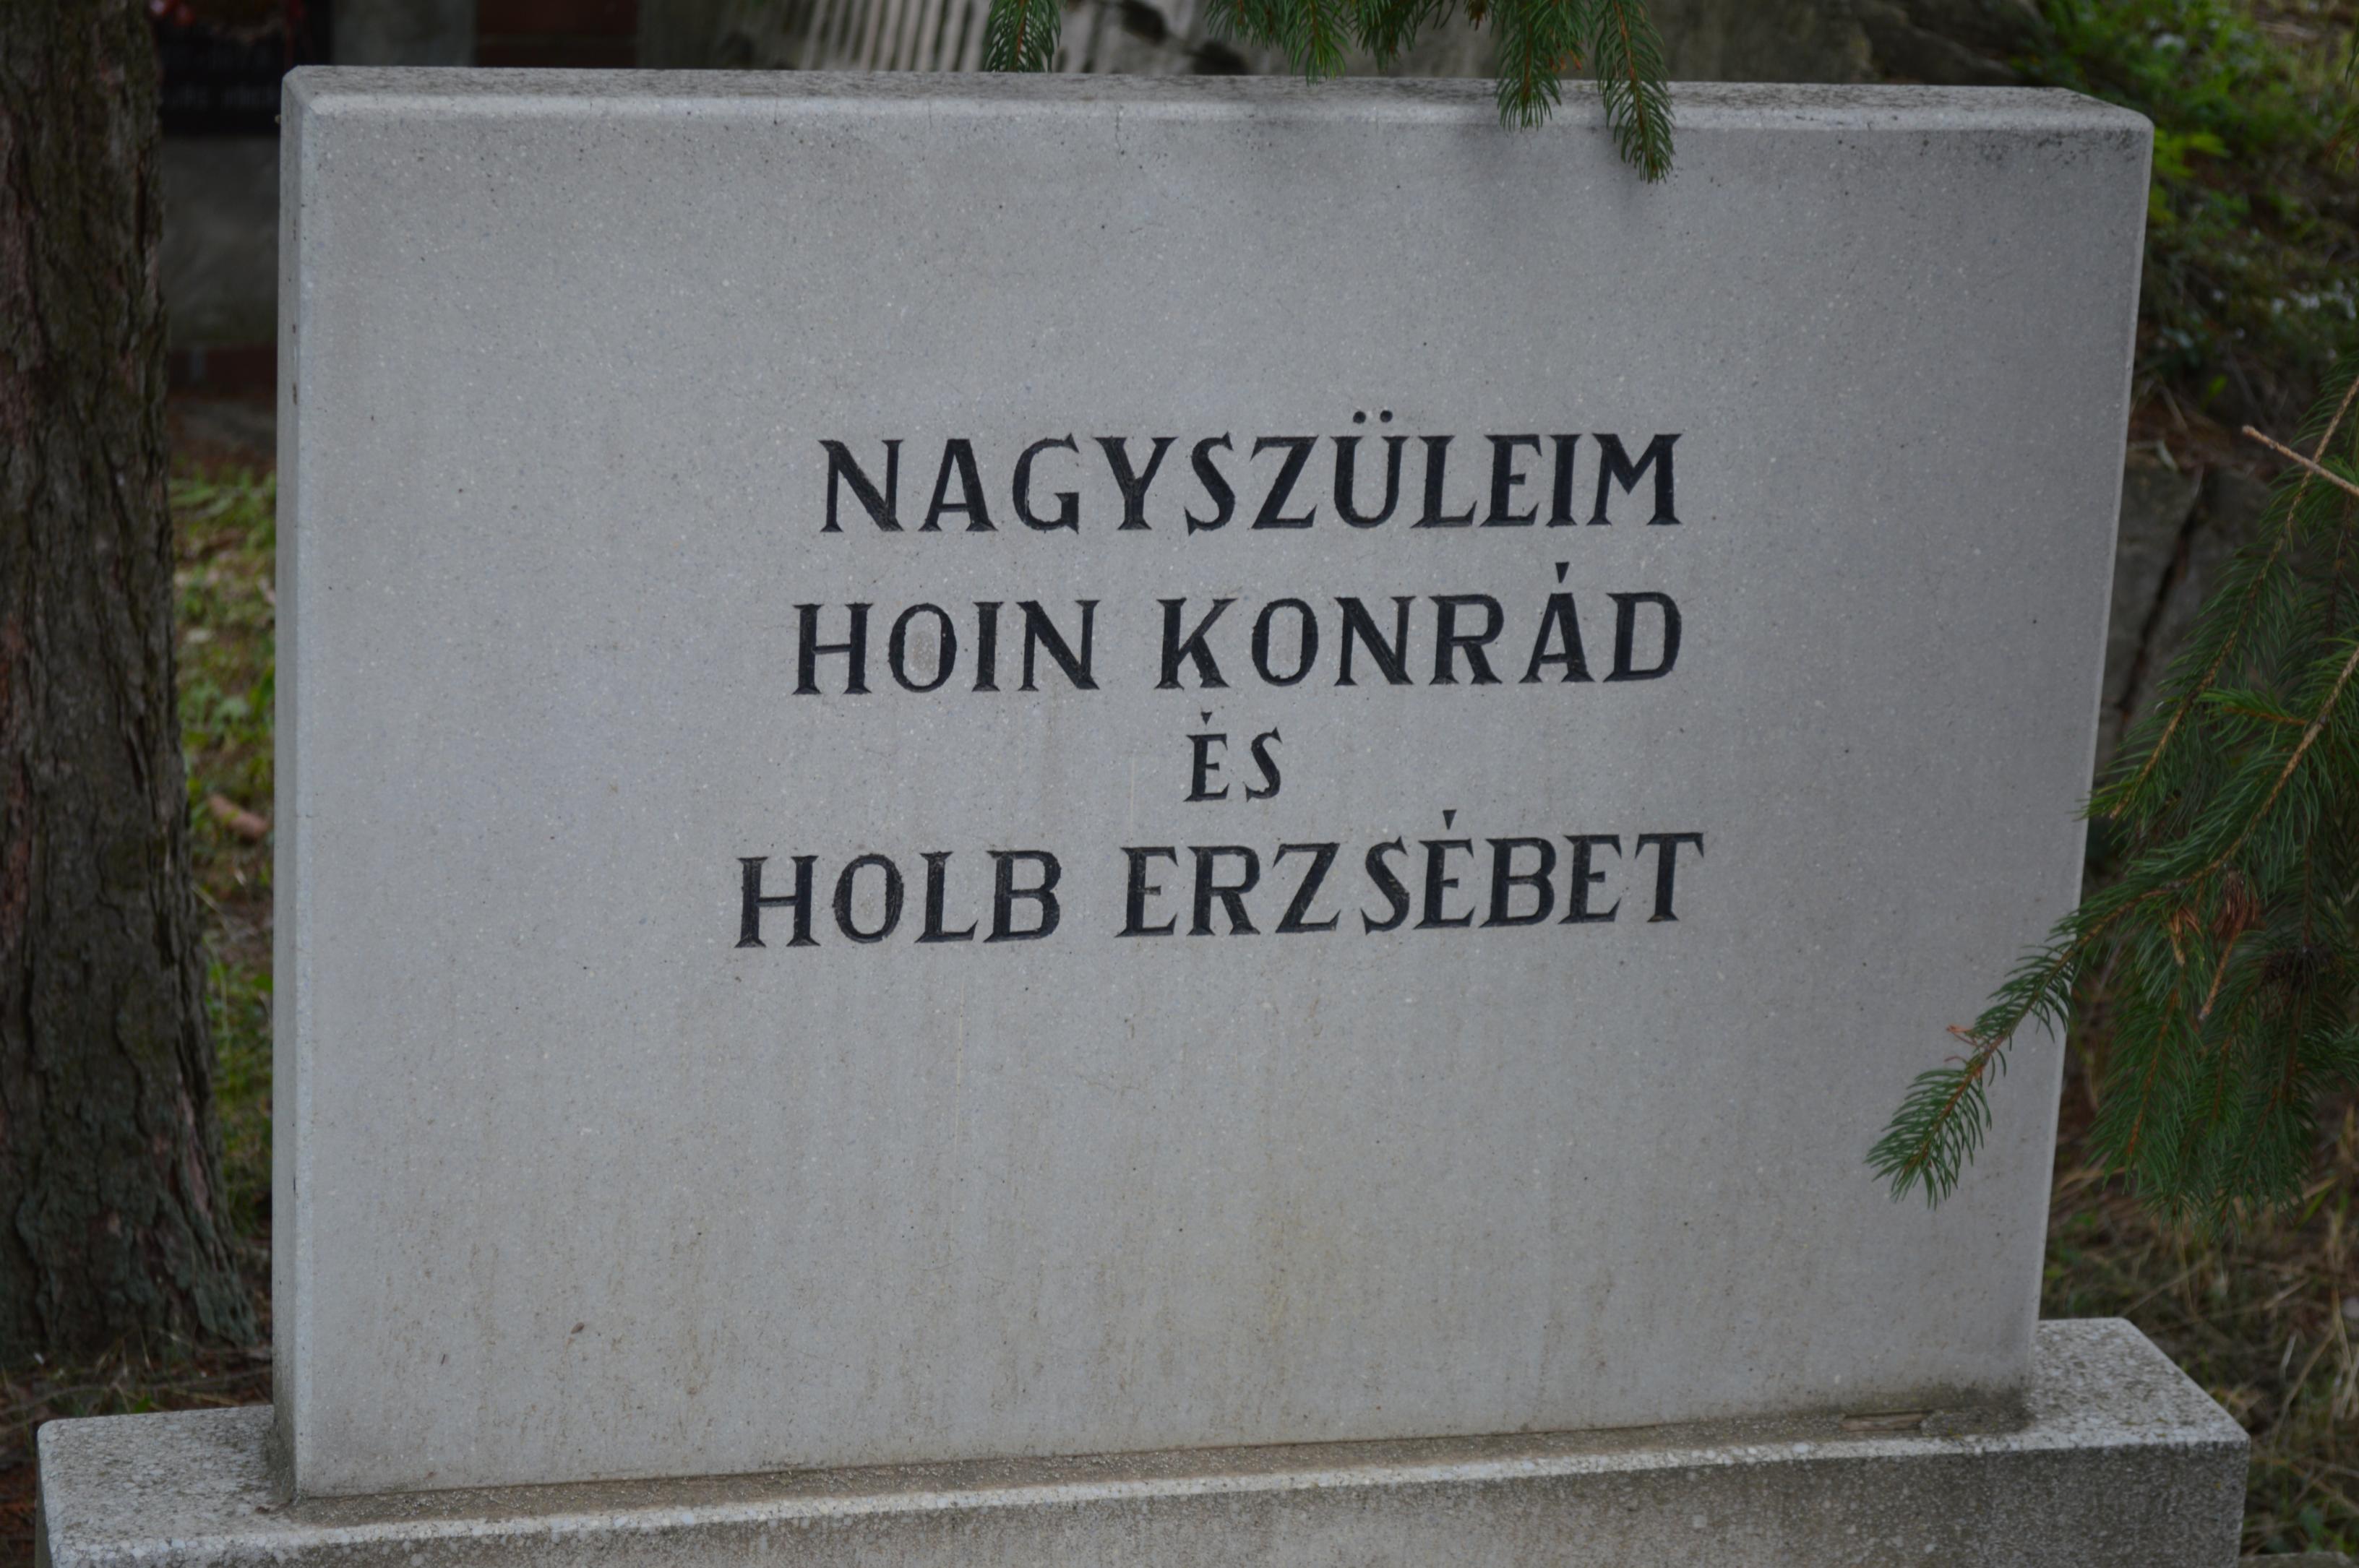 NAGYSZÜLEIM
HOIN KONRÁD
ÉS
HOLB ERZSÉBET